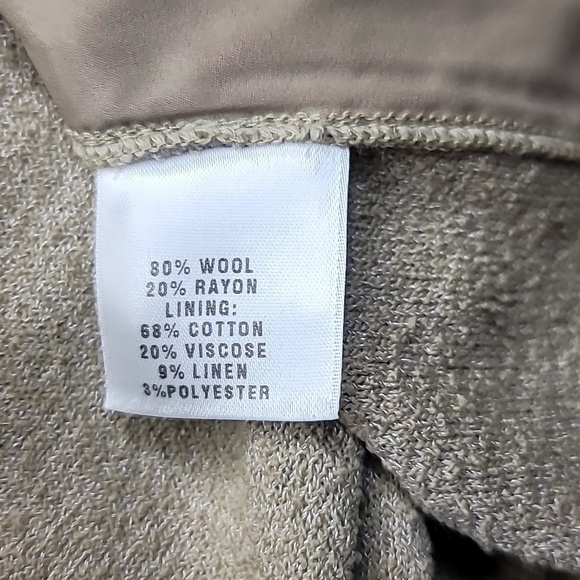 80% WOOL
20% RAYON
LINING:
68% COTTON
20% VISCOSE
9% LINEN
3%POLYESTER